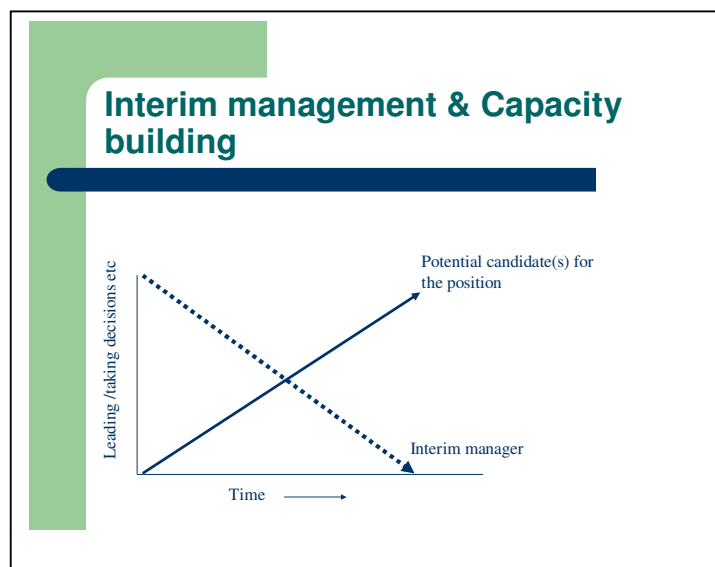 Interim management & Capacity
building
Leading /taking decisions etc
Potential candidate(s) for
the position
Interim manager
Time